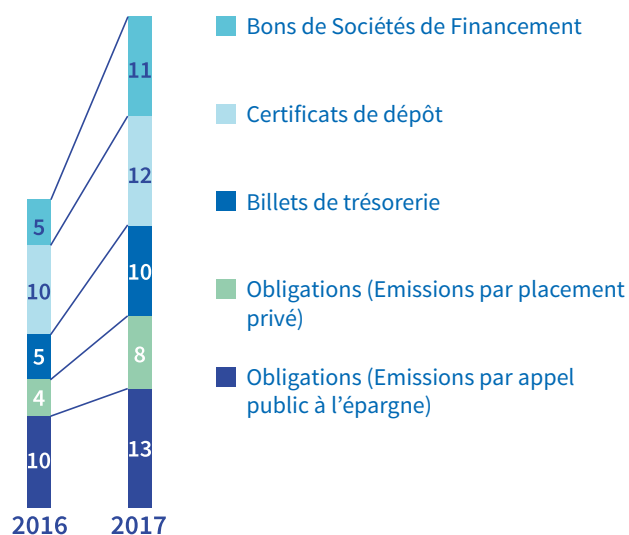 Bons de Sociétés de Financement
11
Certificats de dépôt
12
5
Billets de trésorerie
10
10
Obligations (Emissions par placement
privé)
5
8
4
Obligations (Emissions par appel
public à l'épargne)
13
10
2016 2017